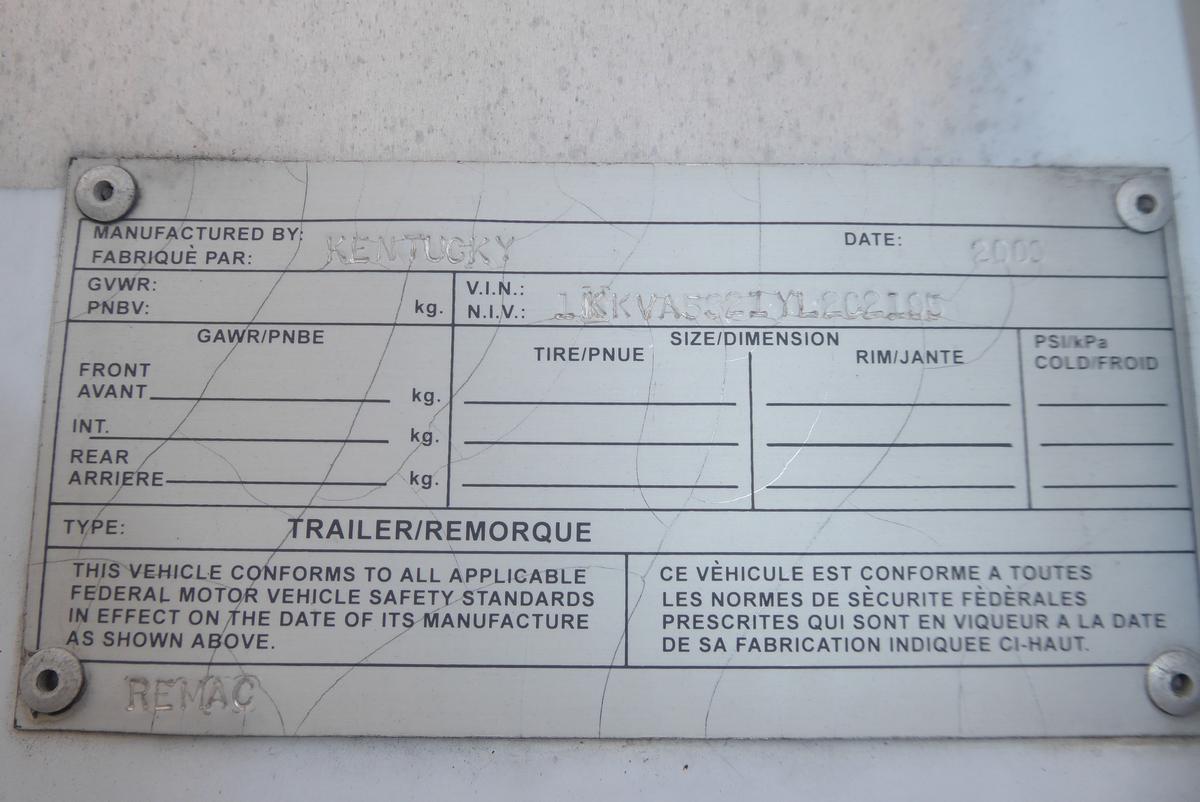 MANUFACTURED BY:
FABRIQUÈ PAR: KENTUCKY
DATE: 2000
GVWR:
PNBV: kg.
V.I.N.:
N.I.V.:
GAWR/PNBE
FRONT
AVANT kg.
INT. kg.
REAR
ARRIERE kg.
SIZE/DIMENSION
TIRE/PNUE RIM/JANTE
PSI/kPa
COLD/FROID
TYPE: TRAILER/REMORQUE
THIS VEHICLE CONFORMS TO ALL APPLICABLE
FEDERAL MOTOR VEHICLE SAFETY STANDARDS
IN EFFECT ON THE DATE OF ITS MANUFACTURE
AS SHOWN ABOVE.
CE VÈHICULE EST CONFORME A TOUTES
LES NORMES DE SÈCURITE FÈDÈRALES
PRESCRITES QUI SONT EN VIQUEUR A LA DATE
DE SA FABRICATION INDIQUEE CI-HAUT.
REMAC